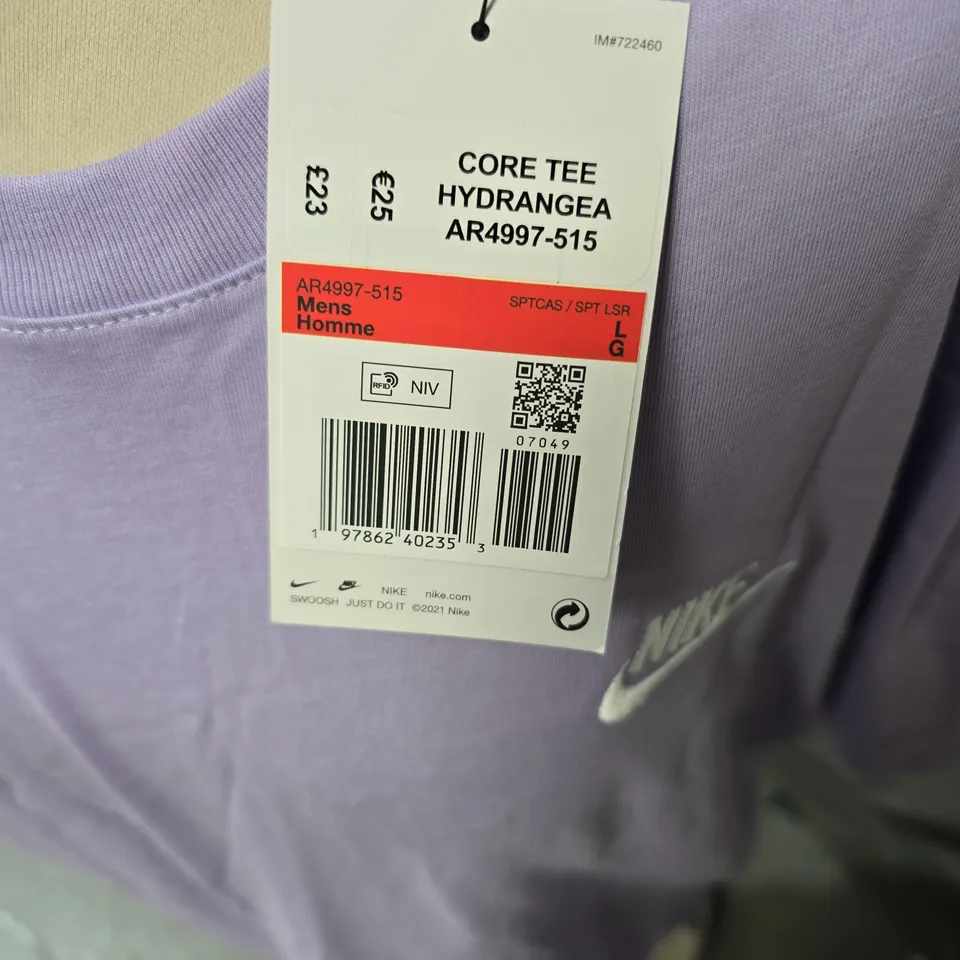 IM#722460
CORE TEE
HYDRANGEA
AR4997-515
€25
£23
AR4997-515
Mens
Homme
SPTCAS / SPT LSR
L
G
RFID NIV
07049
1 97862 40235 3
NIKE nike.com
SWOOSH JUST DO IT ©2021 Nike
NIKE